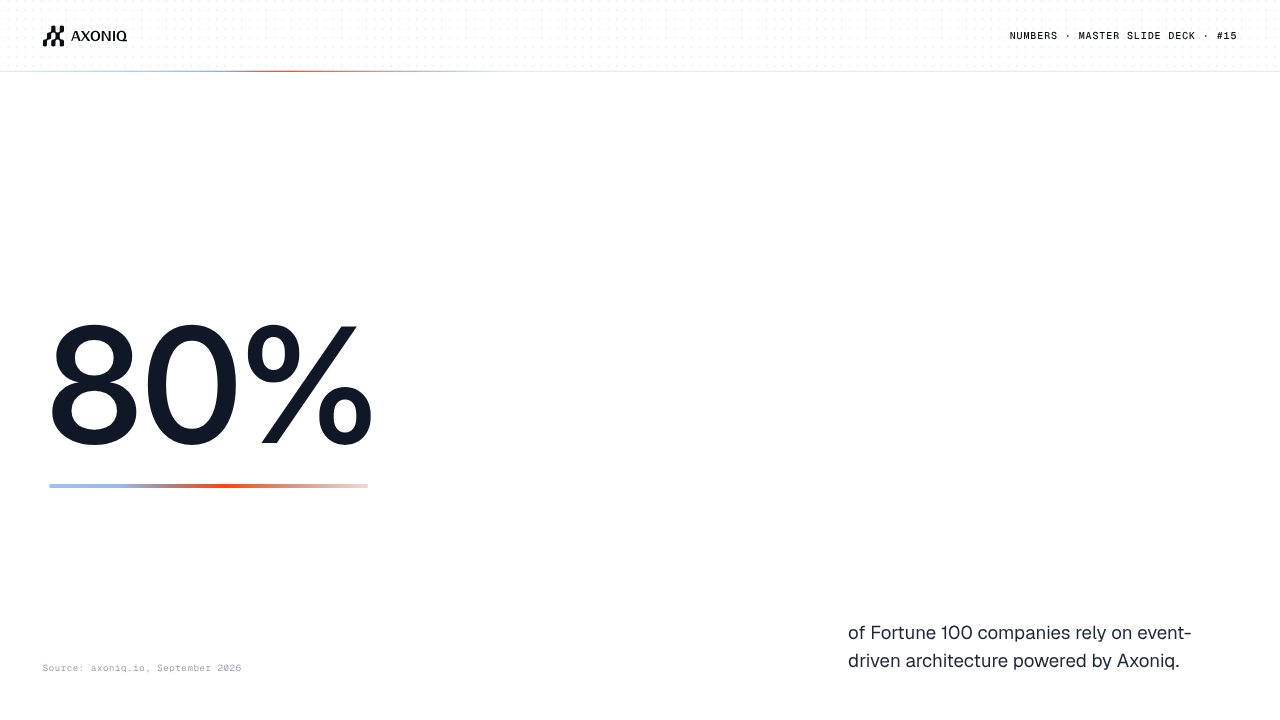 AXONIQ
NUMBERS · MASTER SLIDE DECK · #15
80%
of Fortune 100 companies rely on event-
driven architecture powered by Axoniq.
Source: axoniq.io, September 2026